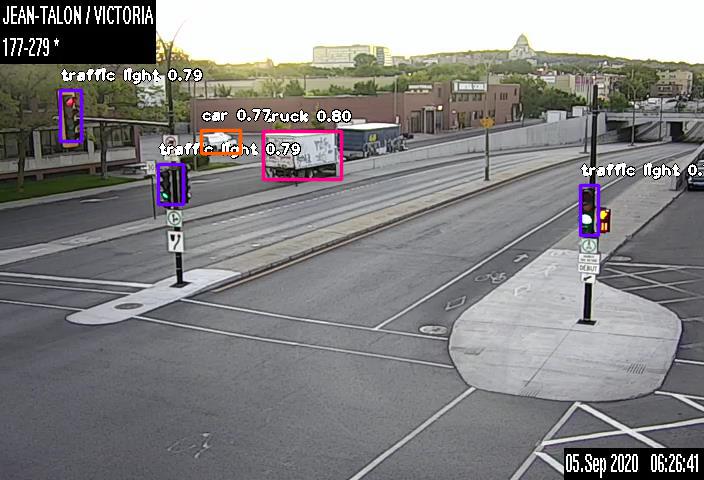 JEAN-TALON / VICTORIA
177-279 *
traffic light 0.79
car 0.77
truck 0.80
traffic light 0.79
traffic light 0.
DÉBUT
05.Sep 2020 06:26:41